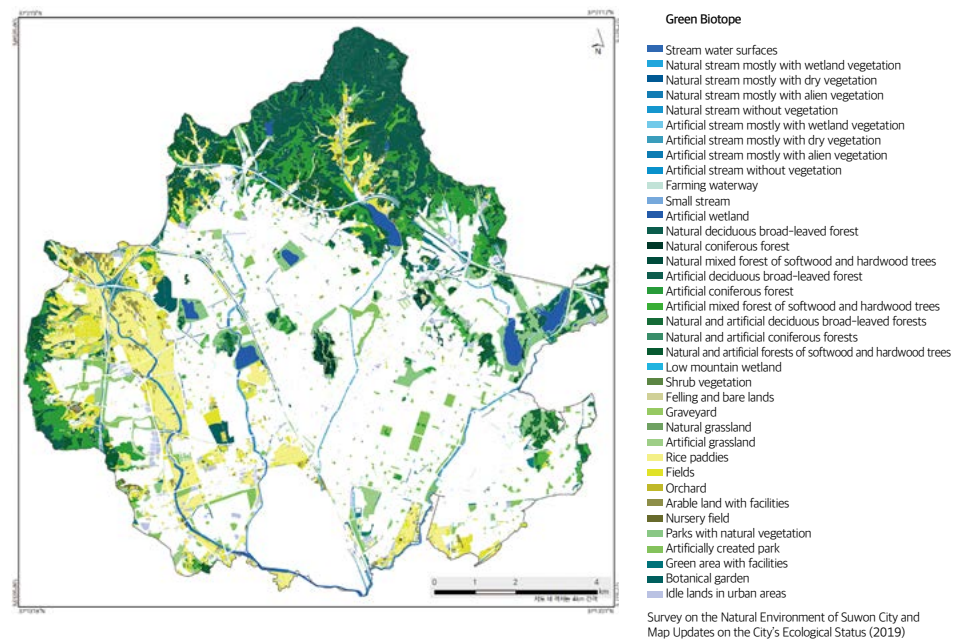 Green Biotope
N
Stream water surfaces
Natural stream mostly with wetland vegetation
Natural stream mostly with dry vegetation
Natural stream mostly with alien vegetation
Natural stream without vegetation
Artificial stream mostly with wetland vegetation
Artificial stream mostly with dry vegetation
Artificial stream mostly with alien vegetation
Artificial stream without vegetation
Farming waterway
Small stream
Artificial wetland
Natural deciduous broad-leaved forest
Natural coniferous forest
Natural mixed forest of softwood and hardwood trees
Artificial deciduous broad-leaved forest
Artificial coniferous forest
Artificial mixed forest of softwood and hardwood trees
Natural and artificial deciduous broad-leaved forests
Natural and artificial coniferous forests
Natural and artificial forests of softwood and hardwood trees
Low mountain wetland
Shrub vegetation
Felling and bare lands
Graveyard
Natural grassland
Artificial grassland
Rice paddies
Fields
Orchard
Arable land with facilities
Nursery field
Parks with natural vegetation
Artificially created park
Green area with facilities
Botanical garden
Idle lands in urban areas
0 1 2 4
km
Survey on the Natural Environment of Suwon City and
Map Updates on the City's Ecological Status (2019)